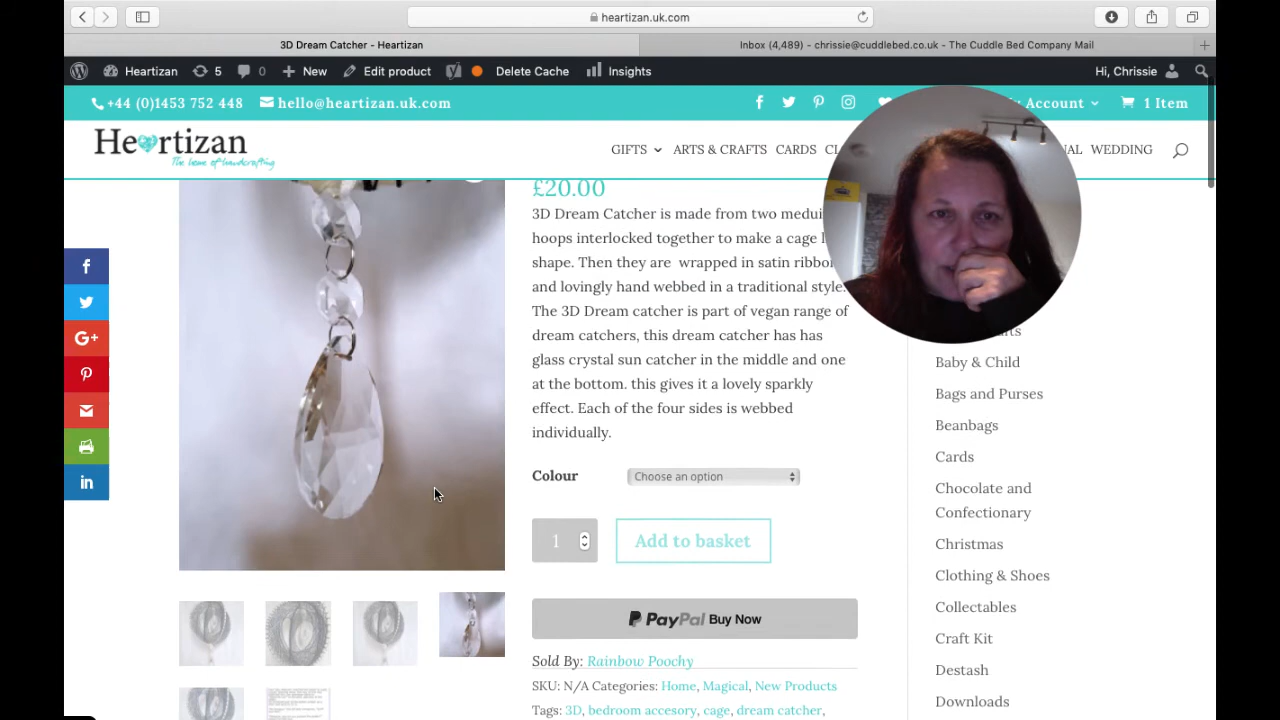 heartizan.uk.com
3D Dream Catcher - Heartizan
Inbox (4,489) - chrissie@cuddlebed.co.uk - The Cuddle Bed Company Mail
Heartizan 5 0 New Edit product Delete Cache Insights Hi, Chrissie
+44 (0)1453 752 448 hello@heartizan.uk.com Account 1 Item
Heartizan
The home of handcrafting
GIFTS ARTS & CRAFTS CARDS WEDDING
£20.00
3D Dream Catcher is made from two
hoops interlocked together to make a cage
shape. Then they are wrapped in satin
and lovingly hand webbed in a traditional style.
The 3D Dream catcher is part of vegan range of
dream catchers, this dream catcher has has
glass crystal sun catcher in the middle and one
at the bottom. this gives it a lovely sparkly
effect. Each of the four sides is webbed
individually.
Colour Choose an option
1 Add to basket
PayPal Buy Now
Sold By: Rainbow Poochy
SKU: N/A Categories: Home, Magical, New Products
Tags: 3D, bedroom accesory, cage, dream catcher,
Baby & Child
Bags and Purses
Beanbags
Cards
Chocolate and
Confectionery
Christmas
Clothing & Shoes
Collectables
Craft Kit
Destash
Downloads